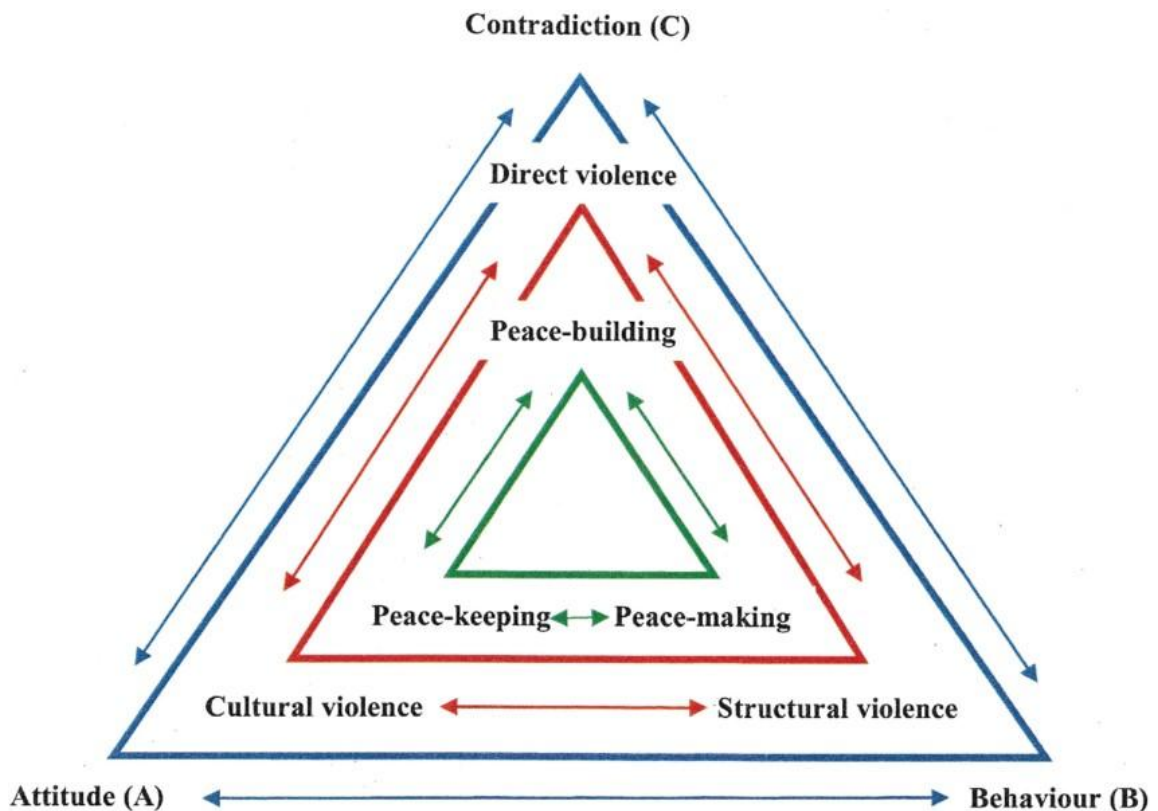 Contradiction (C)
Direct violence
Peace-building
Peace-keeping Peace-making
Cultural violence Structural violence
Attitude (A) Behaviour (B)